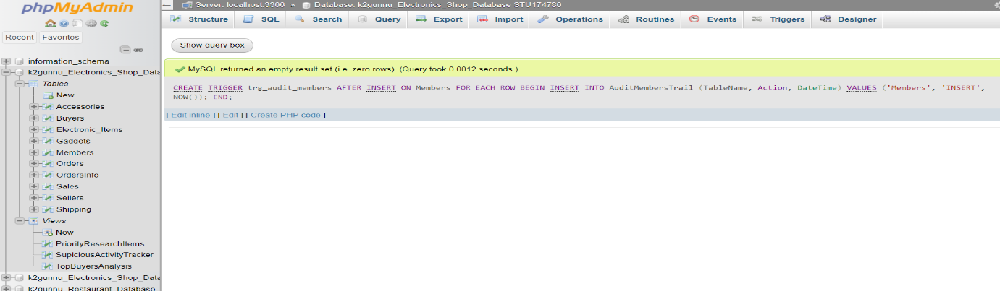 phpMyAdmin
Recent Favorites
information_schema
k2gunnu_Electronics_Shop_Data
Tables
New
Accessories
Buyers
Electronic_Items
Gadgets
Members
Orders
OrdersInfo
Sales
Sellers
Shipping
Views
New
PriorityResearchItems
SupiciousActivityTracker
TopBuyersAnalysis
k2gunnu_Electronics_Shop_Data
k2gunnu_Restaurant_Database
Server: localhost:3306 » Database: k2gunnu_Electronics_Shop_Database STU174780
Structure SQL Search Query Export Import Operations Routines Events Triggers Designer
Show query box
MySQL returned an empty result set (i.e. zero rows). (Query took 0.0012 seconds.)
CREATE TRIGGER trg_audit_members AFTER INSERT ON Members FOR EACH ROW BEGIN INSERT INTO AuditMembersTrail (TableName, Action, DateTime) VALUES ('Members', 'INSERT',
NOW()); END;
[ Edit inline ] [ Edit ] [ Create PHP code ]